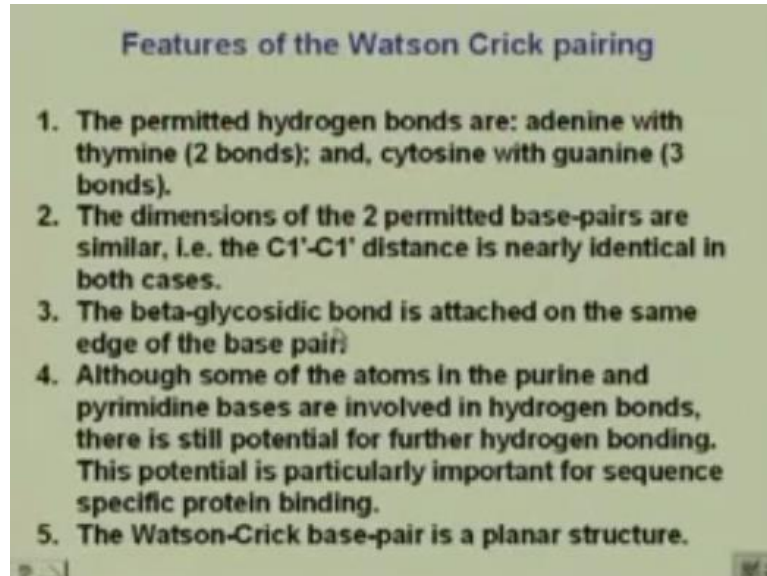 Features of the Watson Crick pairing
1. The permitted hydrogen bonds are: adenine with
thymine (2 bonds); and, cytosine with guanine (3
bonds).
2. The dimensions of the 2 permitted base-pairs are
similar, i.e. the C1'-C1' distance is nearly identical in
both cases.
3. The beta-glycosidic bond is attached on the same
edge of the base pair.
4. Although some of the atoms in the purine and
pyrimidine bases are involved in hydrogen bonds,
there is still potential for further hydrogen bonding.
This potential is particularly important for sequence
specific protein binding.
5. The Watson-Crick base-pair is a planar structure.